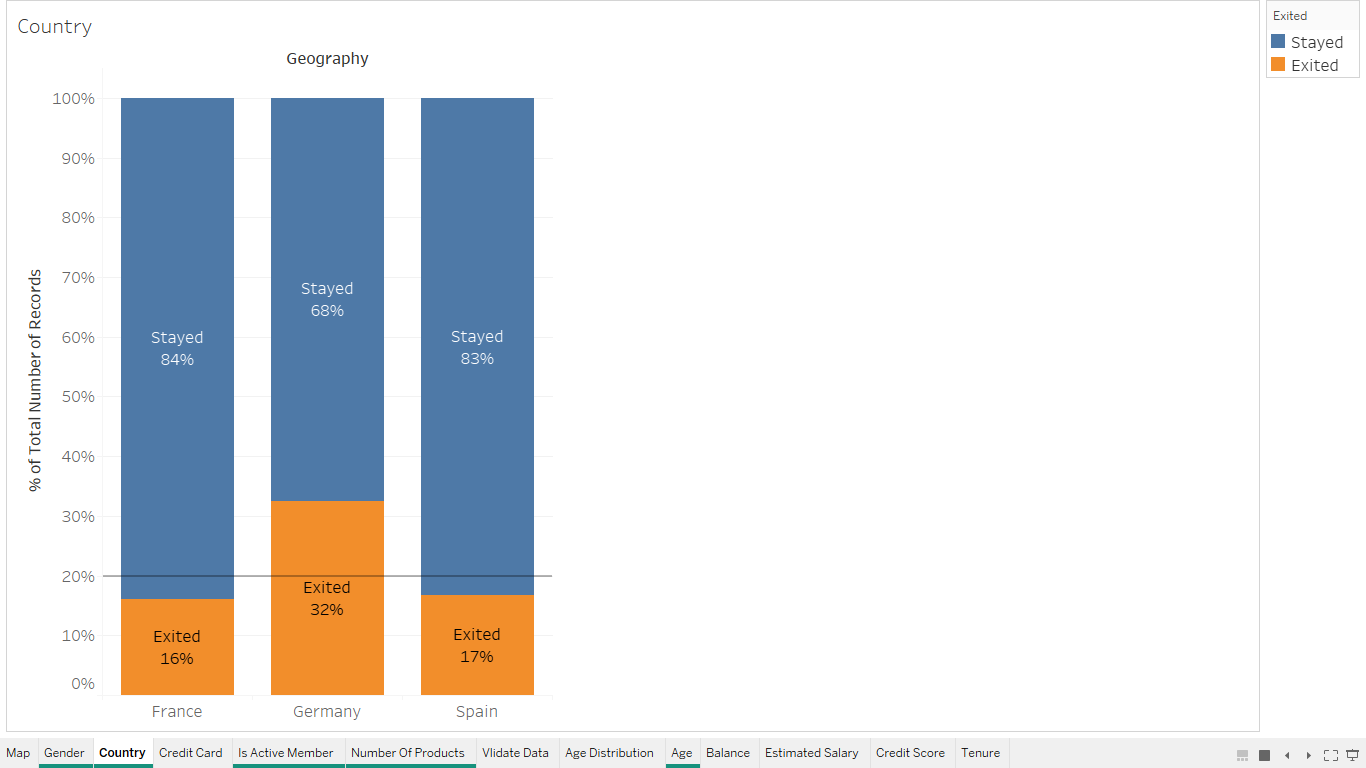 Country
Exited
Stayed
Exited
Geography
% of Total Number of Records
100%
90%
80%
70%
60%
50%
40%
30%
20%
10%
0%
Stayed
84%
Exited
16%
Stayed
68%
Exited
32%
Stayed
83%
Exited
17%
France Germany Spain
Map Gender Country Credit Card Is Active Member Number Of Products Vlidate Data Age Distribution Age Balance Estimated Salary Credit Score Tenure